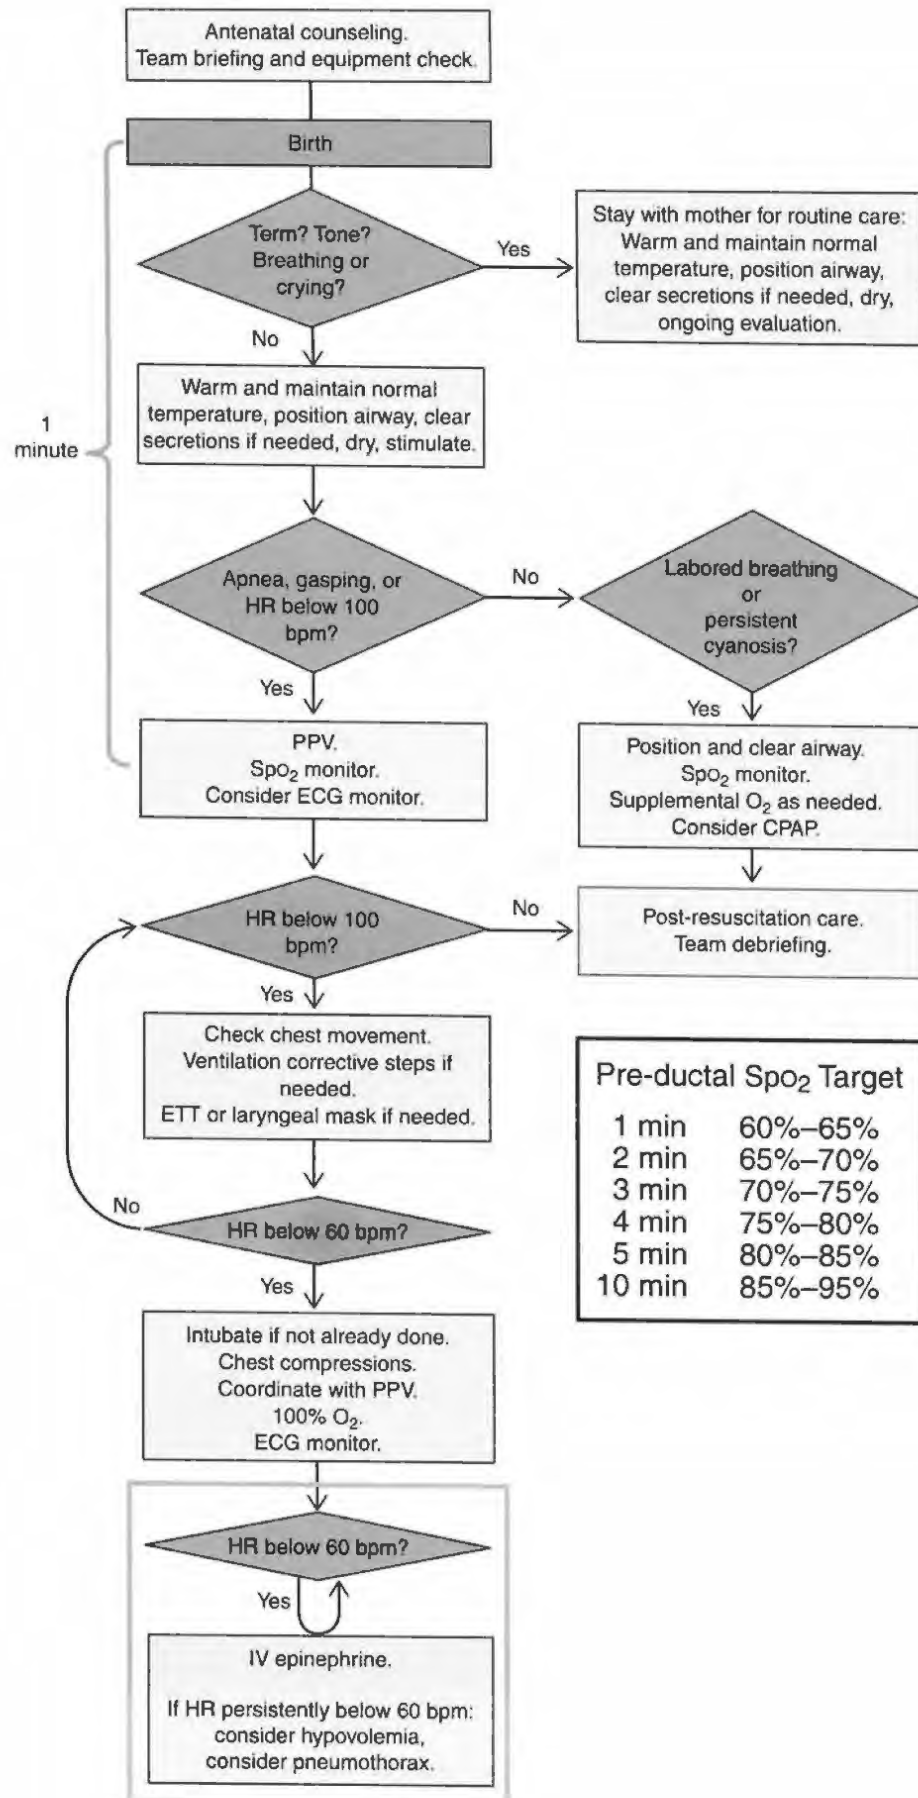 Antenatal counseling.
Team briefing and equipment check.
Birth
Term? Tone?
Breathing or
crying?
Yes
Stay with mother for routine care:
Warm and maintain normal
temperature, position airway,
clear secretions if needed, dry,
ongoing evaluation.
No
Warm and maintain normal
temperature, position airway, clear
secretions if needed, dry, stimulate.
1
minute
Apnea, gasping, or
HR below 100
bpm?
No
Labored breathing
or
persistent
cyanosis?
Yes
Yes
PPV.
Spo₂ monitor.
Consider ECG monitor.
Position and clear airway.
Spo₂ monitor.
Supplemental O₂ as needed.
Consider CPAP.
HR below 100
bpm?
No
Post-resuscitation care.
Team debriefing.
Yes
Check chest movement.
Ventilation corrective steps if
needed.
ETT or laryngeal mask if needed.
No
HR below 60 bpm?
Yes
Pre-ductal Spo₂ Target
1 min 60%–65%
2 min 65%–70%
3 min 70%–75%
4 min 75%–80%
5 min 80%–85%
10 min 85%–95%
Intubate if not already done.
Chest compressions.
Coordinate with PPV.
100% O₂.
ECG monitor.
HR below 60 bpm?
Yes
IV epinephrine.
If HR persistently below 60 bpm:
consider hypovolemia,
consider pneumothorax.